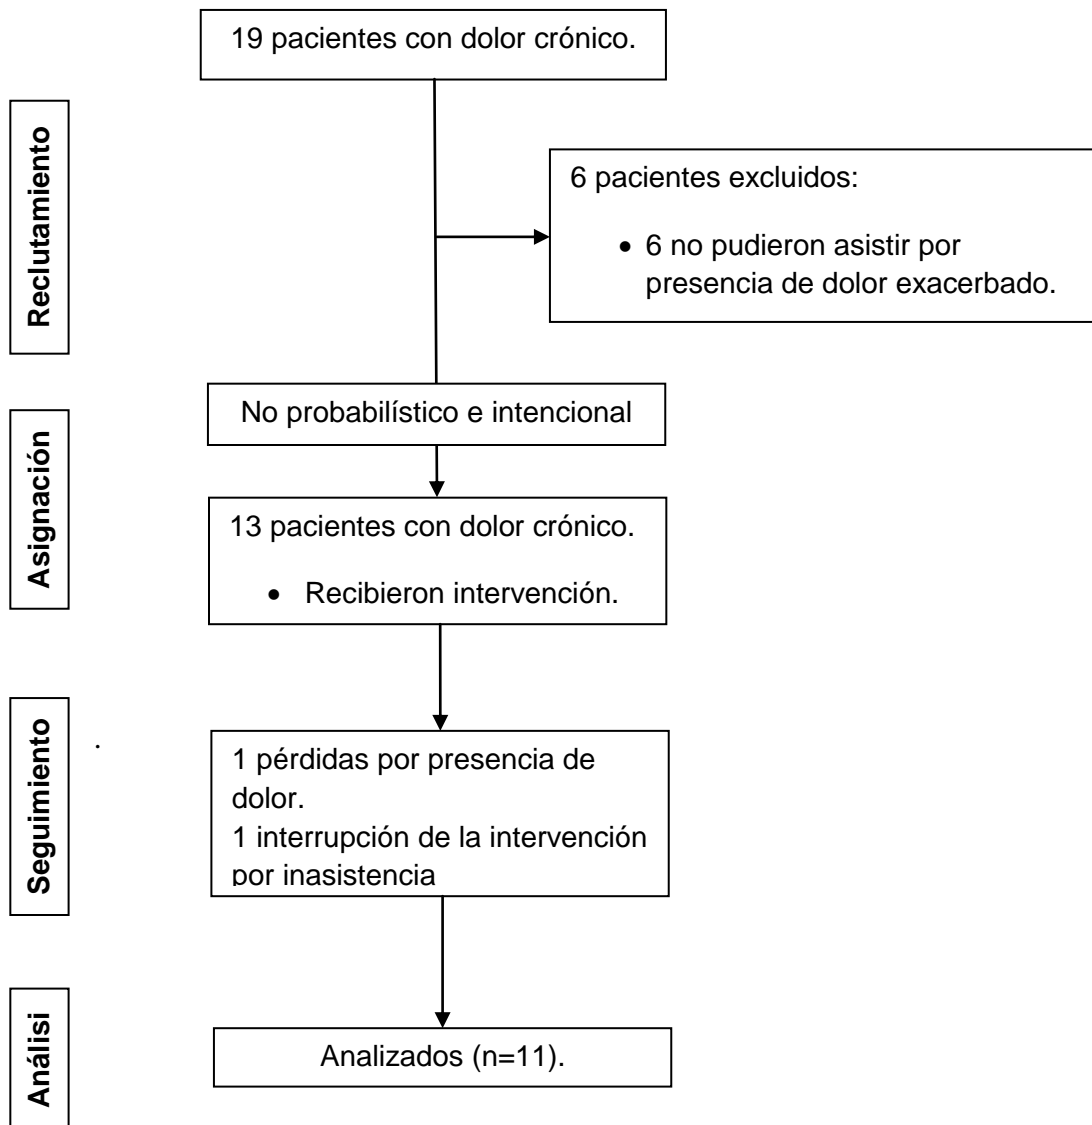 19 pacientes con dolor crónico.
Reclutamiento
6 pacientes excluidos:
• 6 no pudieron asistir por
presencia de dolor exacerbado.
No probabilístico e intencional
Asignación
13 pacientes con dolor crónico.
• Recibieron intervención.
Seguimiento
.
1 pérdidas por presencia de
dolor.
1 interrupción de la intervención
por inasistencia
Análisi
Analizados (n=11).